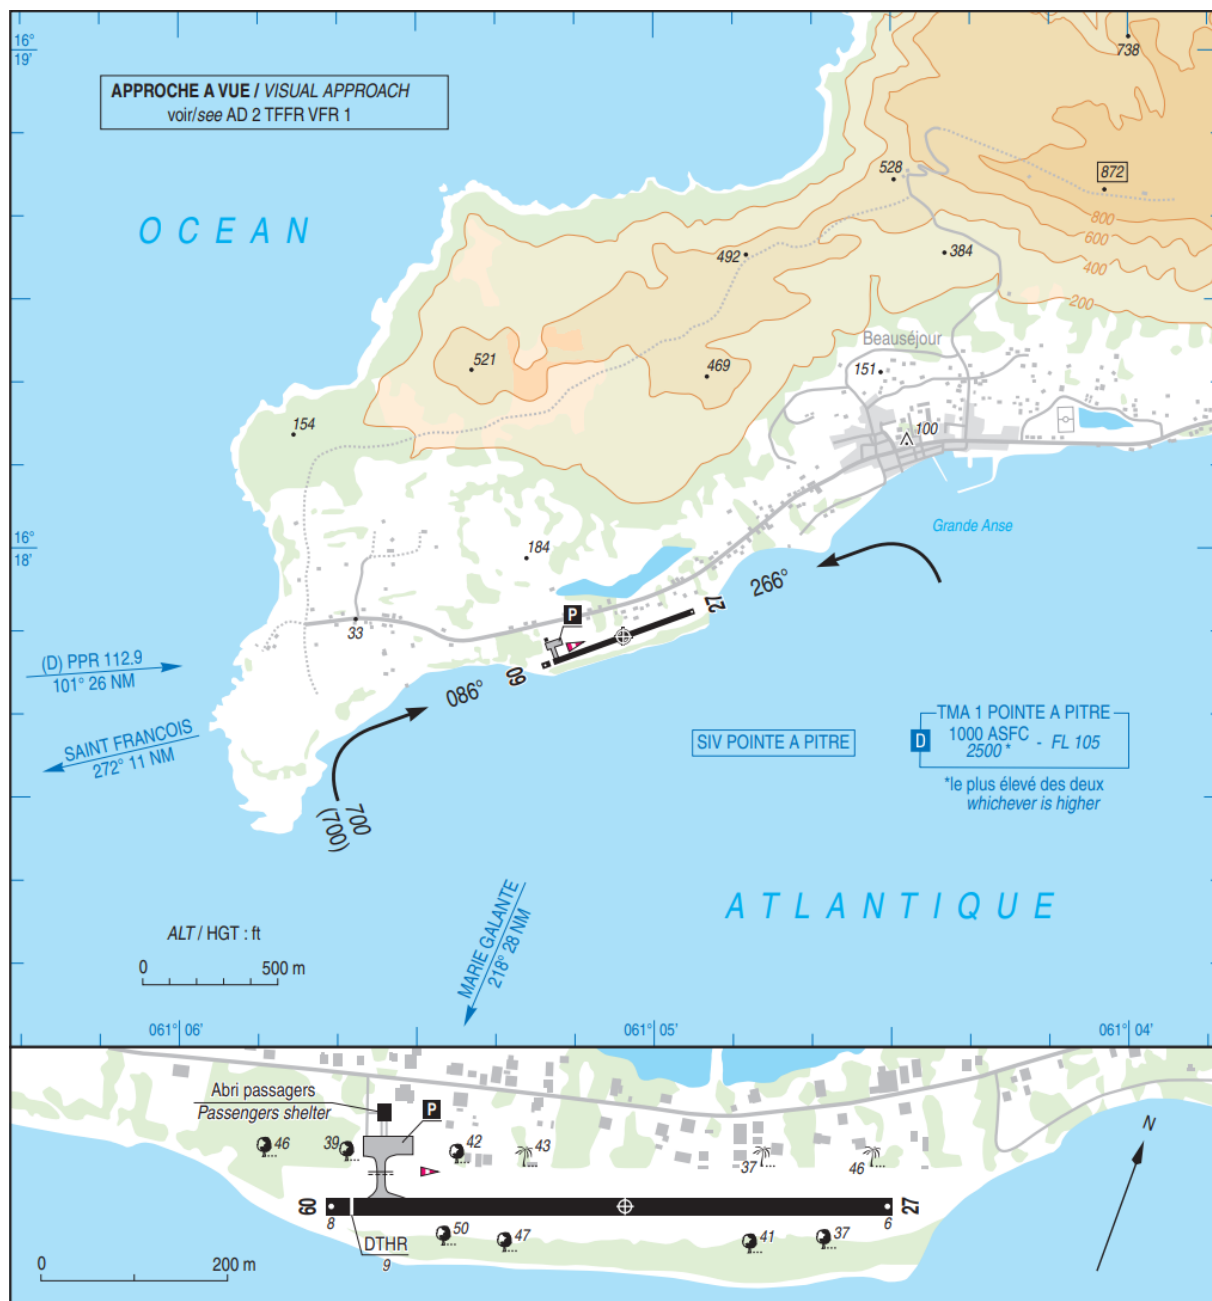 16°
19'
738
APPROCHE A VUE / VISUAL APPROACH
voir/see AD 2 TFFR VFR 1
528
872
OCEAN
800
600
400
200
492
384
Beauséjour
521
469
151
154
100
Grande Anse
16°
18'
184
266°
P
27
33
(D) PPR 112.9
101° 26 NM
09
086°
SAINT FRANCOIS
272° 11 NM
SIV POINTE A PITRE
TMA 1 POINTE A PITRE
D
1000 ASFC
2500 * - FL 105
*le plus élevé des deux
whichever is higher
700
(700)
MARIE GALANTE
218° 28 NM
ATLANTIQUE
ALT / HGT : ft
0 500 m
061° 06' 061° 05' 061° 04'
Abri passagers
Passengers shelter
P
N
46 39 42 43 37 46
09 27
8 6
DTHR
9
50 47 41 37
0 200 m